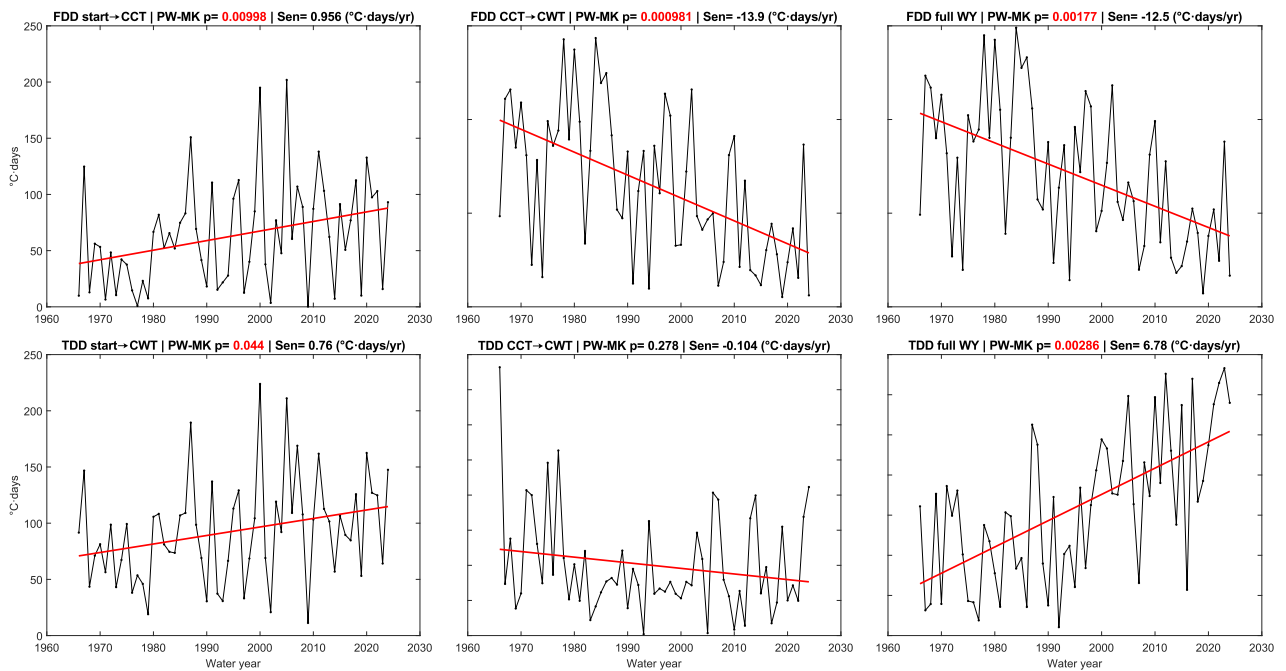 FDD start→CCT | PW-MK p= 0.00998 | Sen= 0.956 (°C·days/yr)
FDD CCT→CWT | PW-MK p= 0.000981 | Sen= -13.9 (°C·days/yr)
FDD full WY | PW-MK p= 0.00177 | Sen= -12.5 (°C·days/yr)
250
200
150
100
50
0
°C·days
1960 1970 1980 1990 2000 2010 2020 2030
1960 1970 1980 1990 2000 2010 2020 2030
1960 1970 1980 1990 2000 2010 2020 2030
TDD start→CWT | PW-MK p= 0.044 | Sen= 0.76 (°C·days/yr)
TDD CCT→CWT | PW-MK p= 0.278 | Sen= -0.104 (°C·days/yr)
TDD full WY | PW-MK p= 0.00286 | Sen= 6.78 (°C·days/yr)
250
200
150
100
50
0
°C·days
1960 1970 1980 1990 2000 2010 2020 2030
1960 1970 1980 1990 2000 2010 2020 2030
1960 1970 1980 1990 2000 2010 2020 2030
Water year
Water year
Water year